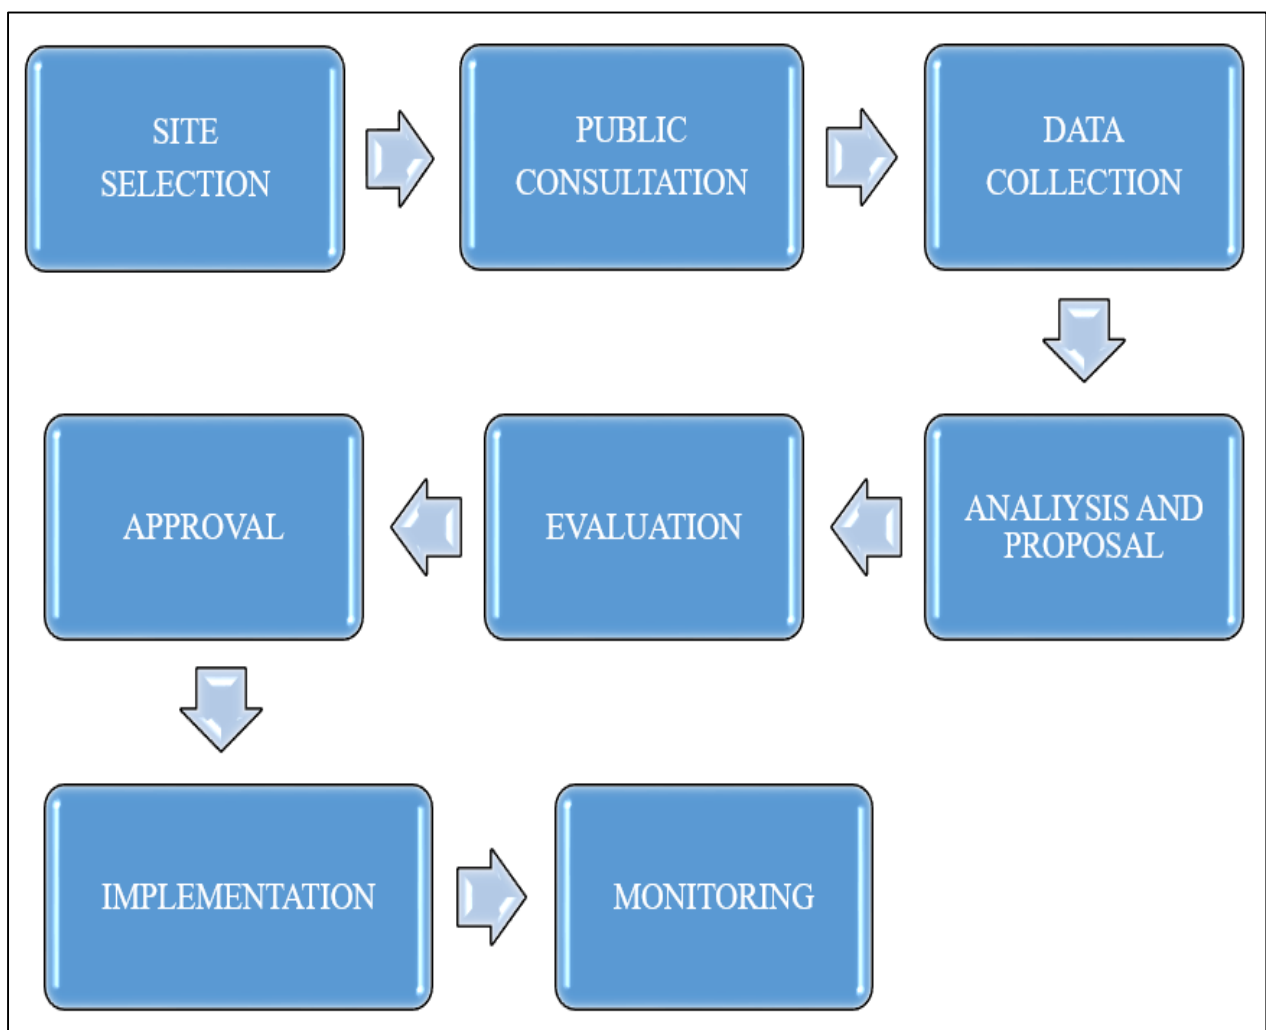 SITE
SELECTION
PUBLIC
CONSULTATION
DATA
COLLECTION
ANALIYSIS AND
PROPOSAL
EVALUATION
APPROVAL
IMPLEMENTATION
MONITORING